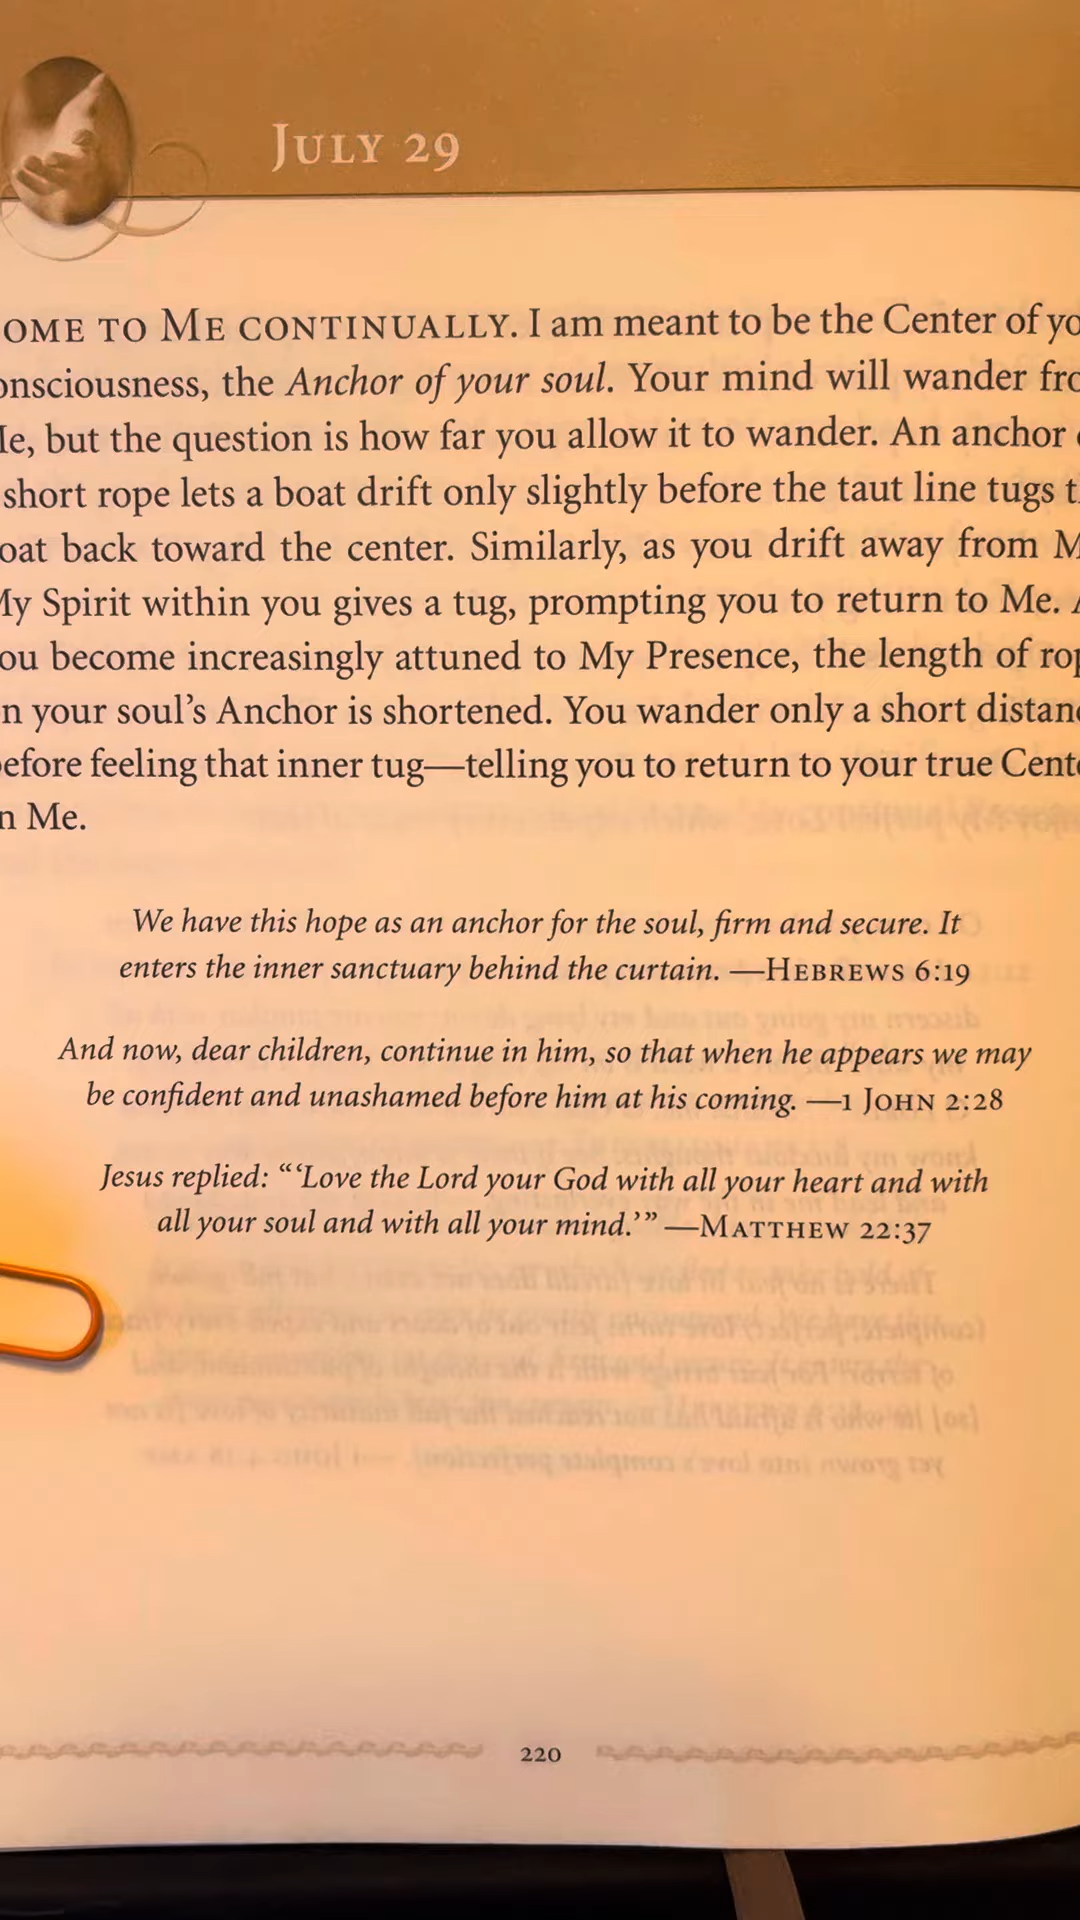 July 29
OME TO ME CONTINUALLY. I am meant to be the Center of yo
onsciousness, the Anchor of your soul. Your mind will wander fro
Me, but the question is how far you allow it to wander. An anchor
short rope lets a boat drift only slightly before the taut line tugs t
oat back toward the center. Similarly, as you drift away from M
My Spirit within you gives a tug, prompting you to return to Me. A
ou become increasingly attuned to My Presence, the length of rop
n your soul's Anchor is shortened. You wander only a short distanc
efore feeling that inner tug—telling you to return to your true Cente
n Me.
We have this hope as an anchor for the soul, firm and secure. It
enters the inner sanctuary behind the curtain. —HEBREWS 6:19
And now, dear children, continue in him, so that when he appears we may
be confident and unashamed before him at his coming. —1 JOHN 2:28
Jesus replied: "'Love the Lord your God with all your heart and with
all your soul and with all your mind.'" —MATTHEW 22:37
220